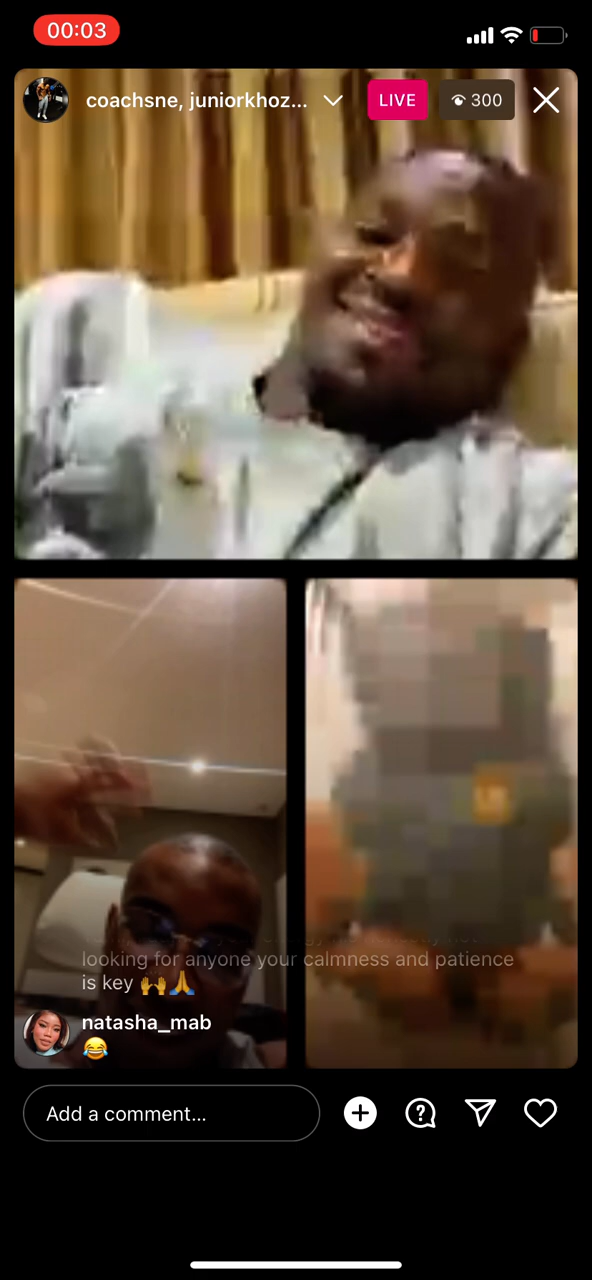 00:03
coachsne, juniorkhoz...
LIVE
300
looking for anyone your calmness and patience
is key 🙌🙏
natasha_mab
😂
Add a comment...